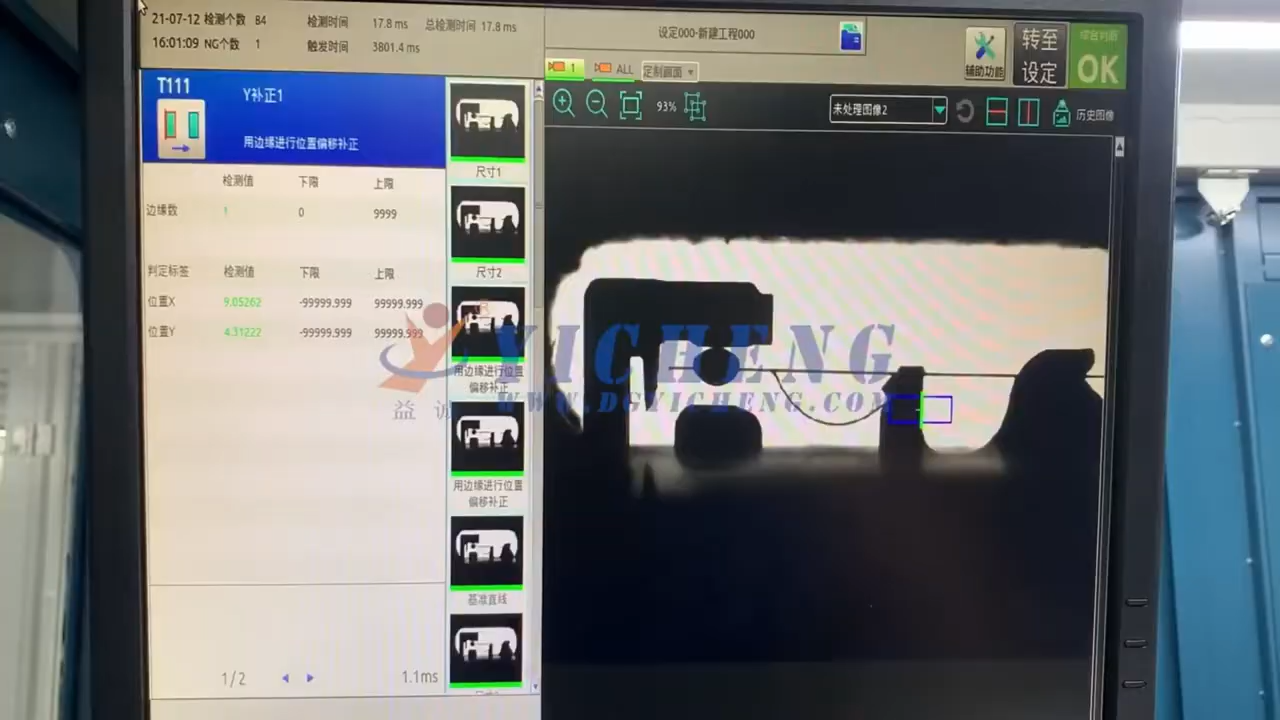 21-07-12 检测个数 84 检测时间 17.8 ms 总检测时间 17.8 ms
16:01:09 NG个数 1 触发时间 3801.4 ms
设定000-新建工程000
辅助功能
转至
设定
综合判断
OK
T111
Y补正1
用边缘进行位置偏移补正
检测值 下限 上限
边缘数 1 0 9999
判定标签 检测值 下限 上限
位置X 9.05262 -99999.999 99999.999
位置Y 4.31222 -99999.999 99999.999
1/2
1.1ms
尺寸1
尺寸2
用边缘进行位置
偏移补正
用边缘进行位置
偏移补正
基准直线
1 ALL 定制画面
93%
未处理图像2
历史图像
YICHENG
益诚
WWW.DGYICHENG.COM